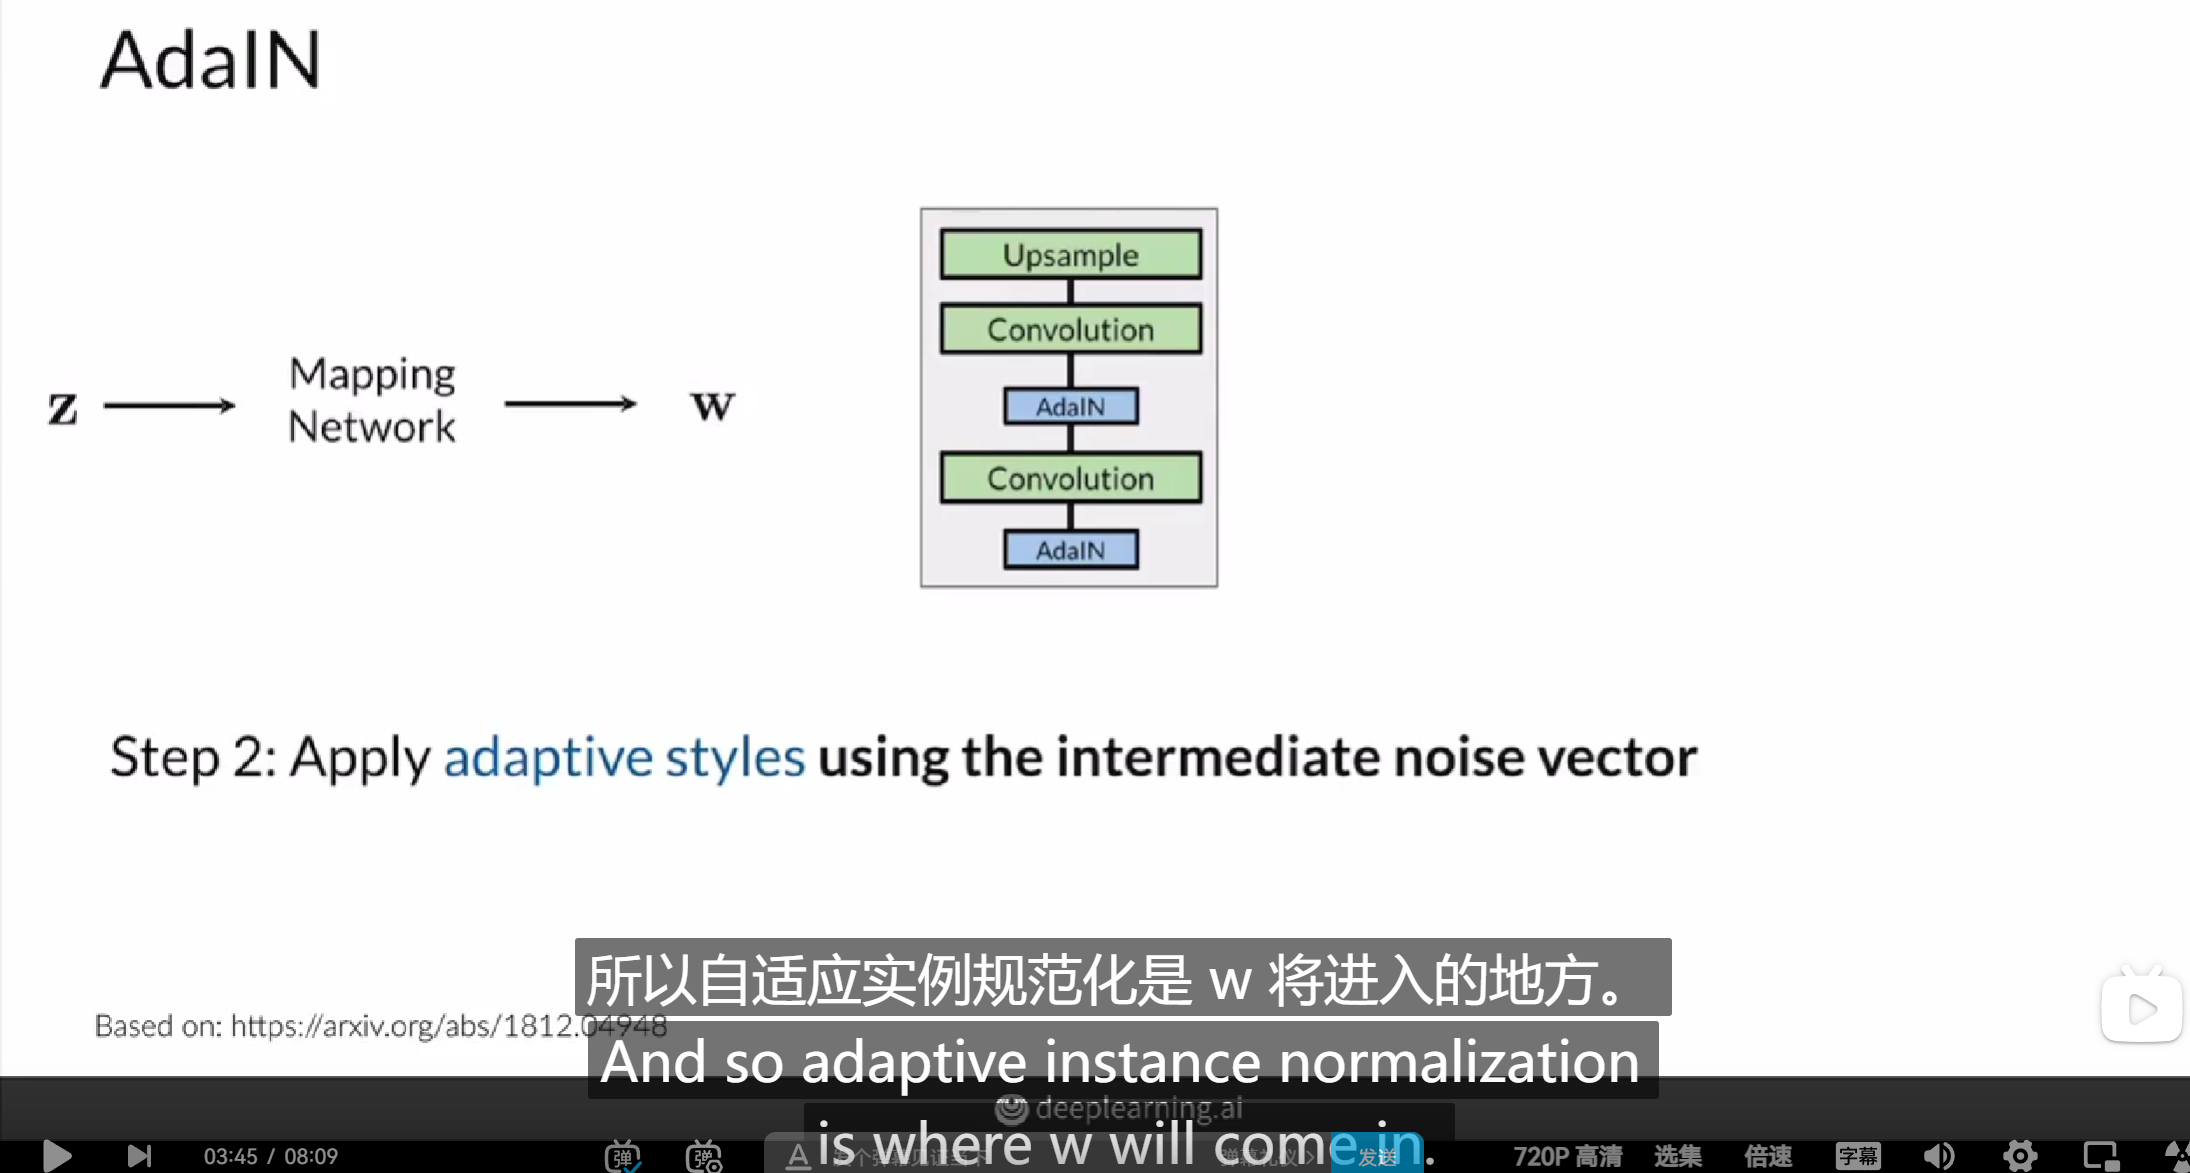 AdaIN
Upsample
Convolution
AdaIN
Convolution
AdaIN
z
Mapping
Network
w
Step 2: Apply adaptive styles using the intermediate noise vector
所以自适应实例规范化是 w 将进入的地方。
Based on: https://arxiv.org/abs/1812.04948
And so adaptive instance normalization
deeplearning.ai
is where w will come in.
03:45 / 08:09
弹
弹
A
发送
720P 高清
选集
倍速
字幕